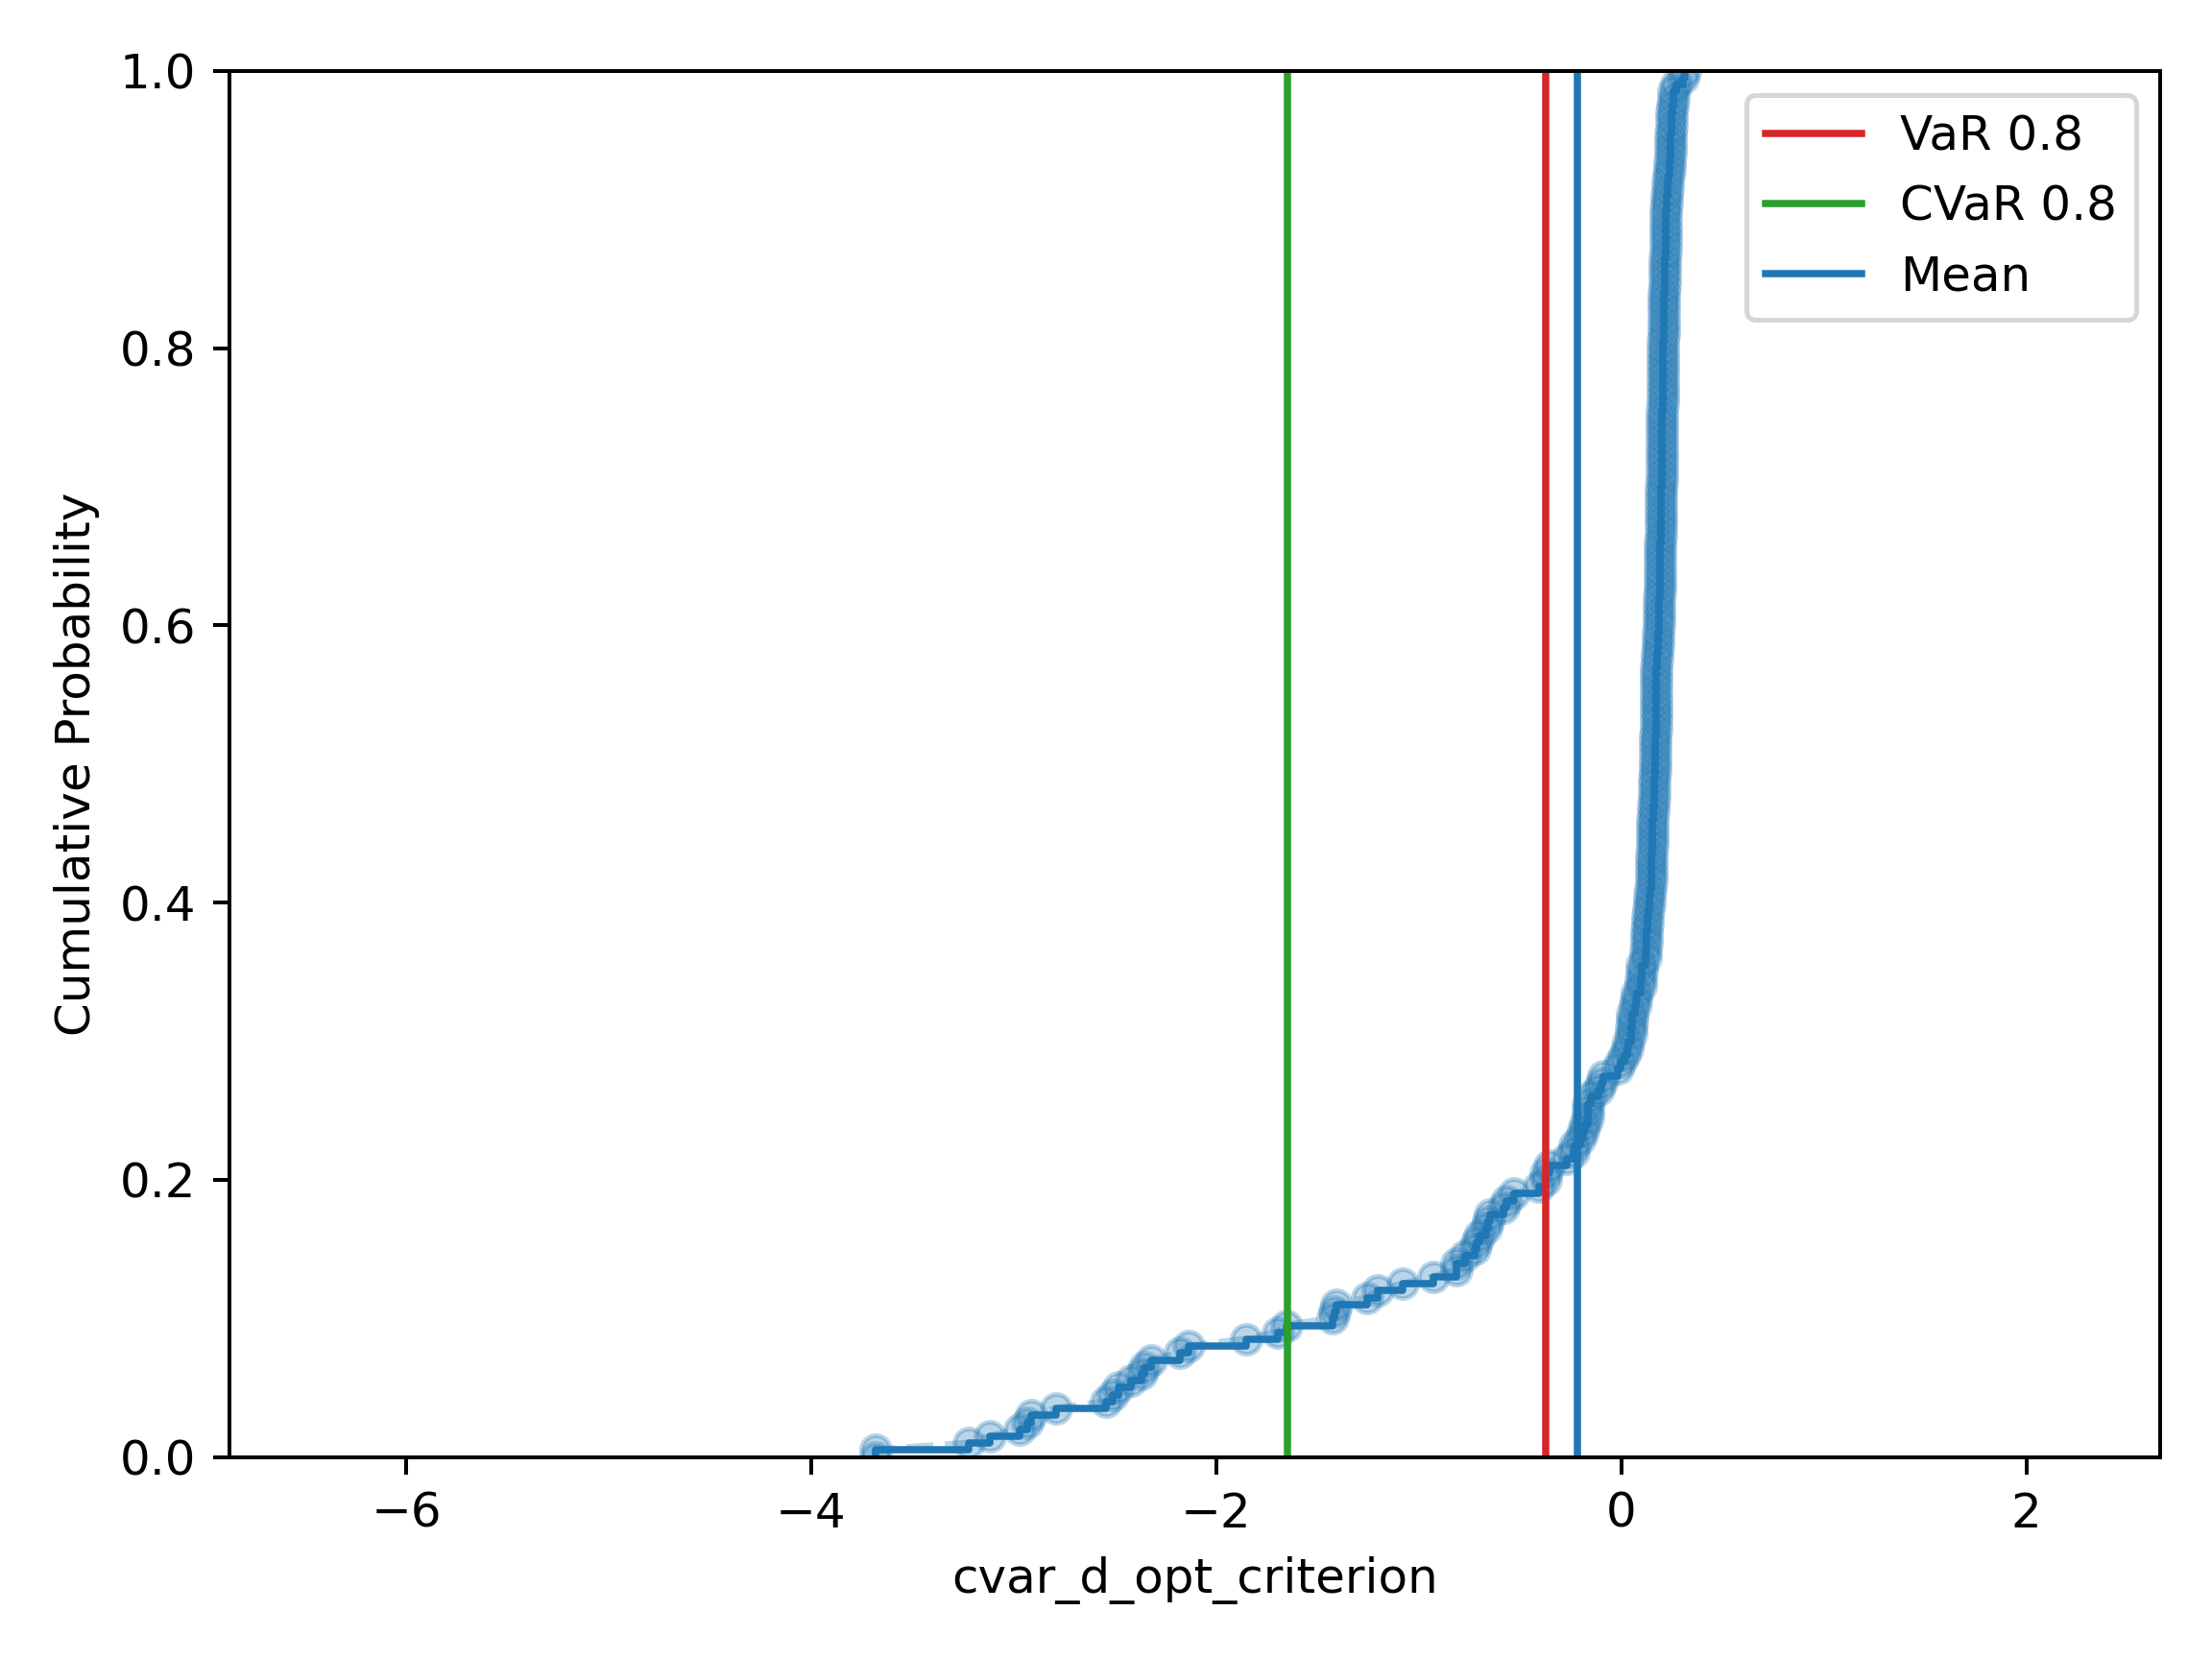 1.0
0.8
0.6
0.4
0.2
0.0
Cumulative Probability
−6
−4
−2
0
2
cvar_d_opt_criterion
VaR 0.8
CVaR 0.8
Mean